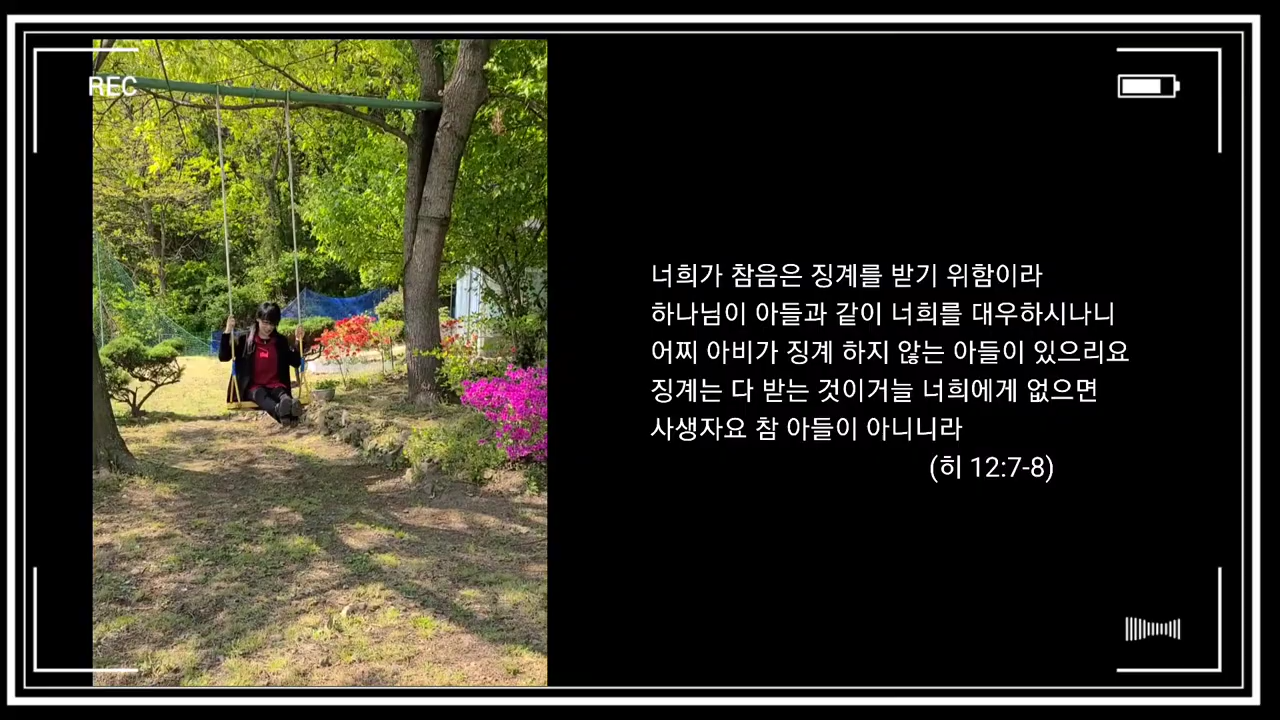 REC
너희가 참음은 징계를 받기 위함이라
하나님이 아들과 같이 너희를 대우하시나니
어찌 아비가 징계 하지 않는 아들이 있으리요
징계는 다 받는 것이거늘 너희에게 없으면
사생자요 참 아들이 아니니라
(히 12:7-8)